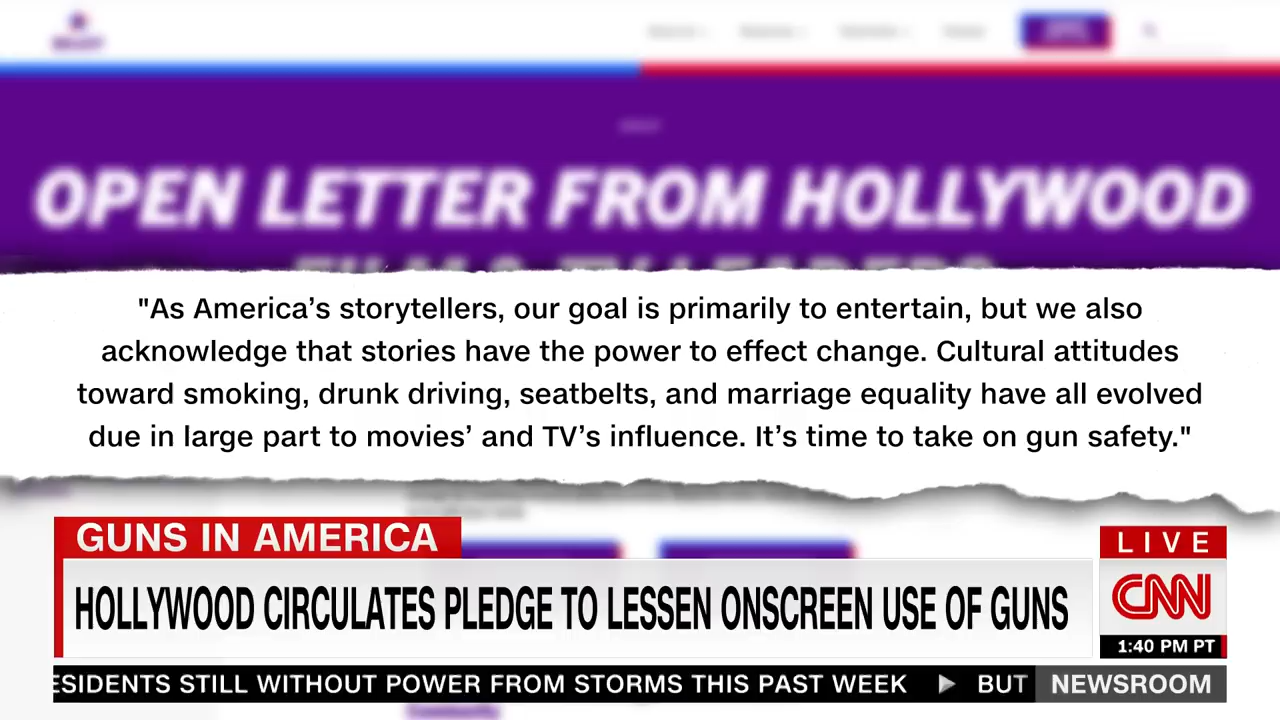 OPEN LETTER FROM HOLLYWOOD
FILM & TV LEADERS
"As America’s storytellers, our goal is primarily to entertain, but we also
acknowledge that stories have the power to effect change. Cultural attitudes
toward smoking, drunk driving, seatbelts, and marriage equality have all evolved
due in large part to movies’ and TV’s influence. It’s time to take on gun safety."
GUNS IN AMERICA
HOLLYWOOD CIRCULATES PLEDGE TO LESSEN ONSCREEN USE OF GUNS
LIVE
CNN
1:40 PM PT
ESIDENTS STILL WITHOUT POWER FROM STORMS THIS PAST WEEK BUT
NEWSROOM